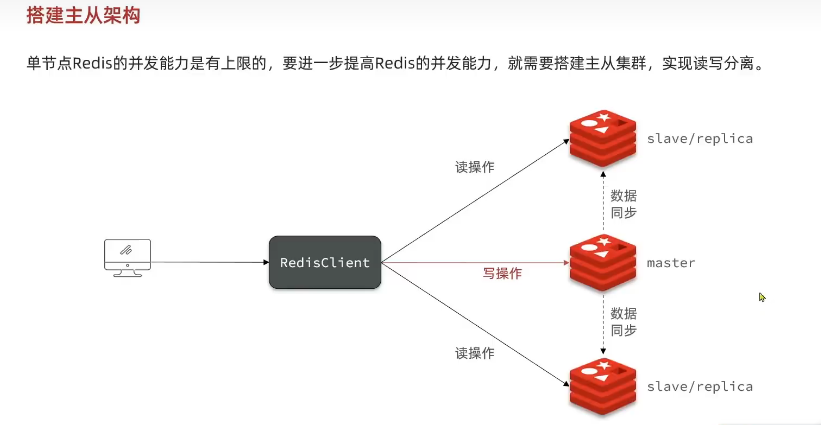 搭建主从架构
单节点Redis的并发能力是有上限的，要进一步提高Redis的并发能力，就需要搭建主从集群，实现读写分离。
slave/replica
读操作
数据
同步
RedisClient
写操作
master
数据
同步
读操作
slave/replica